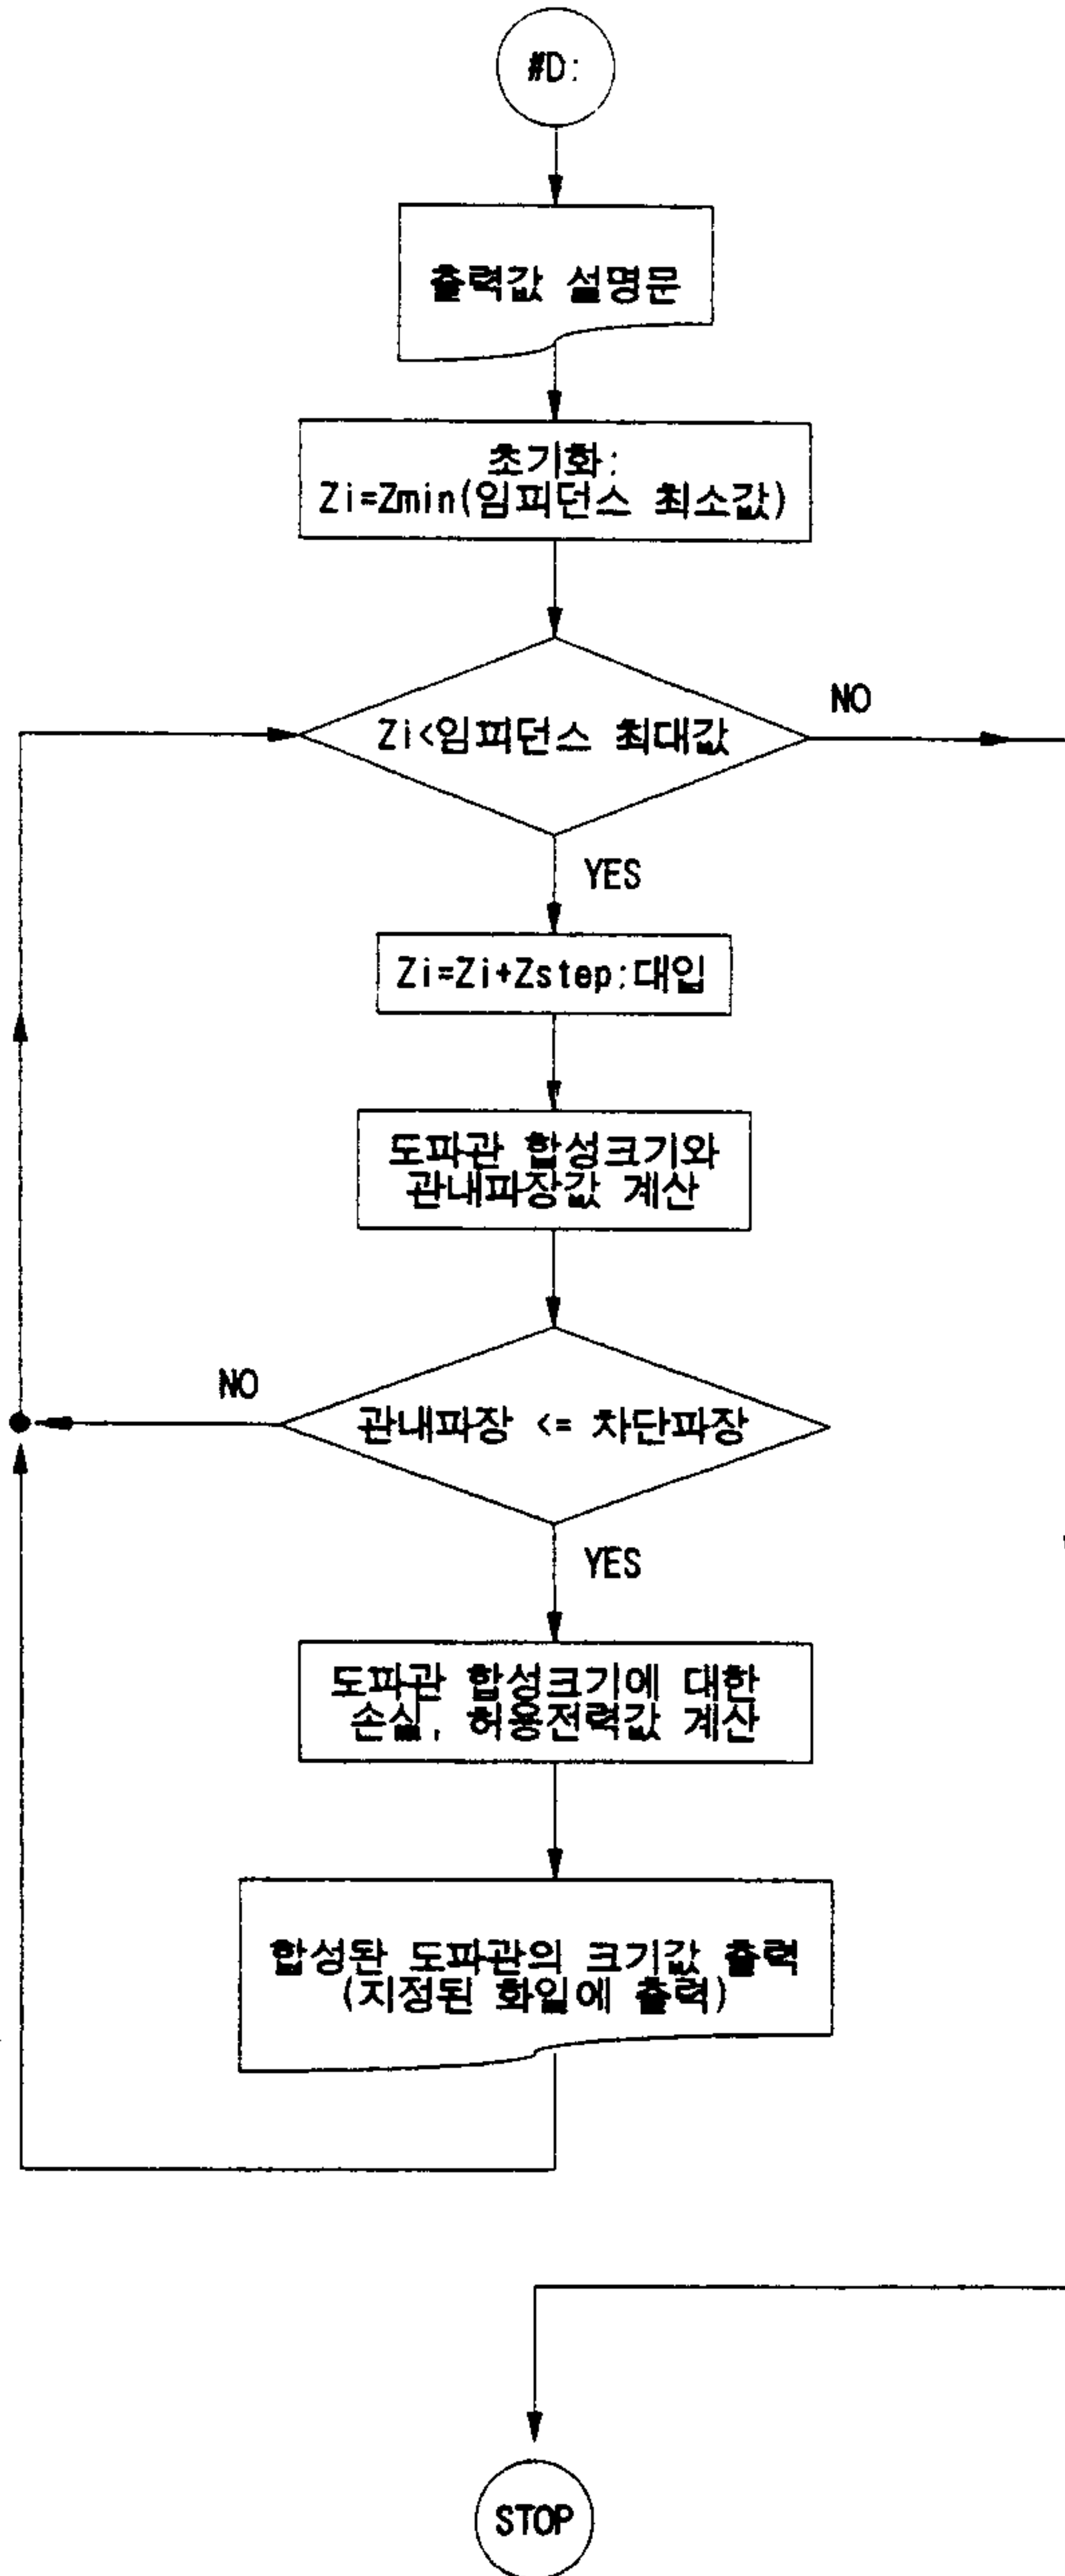 #D:
출력값 설명문
초기화:
Zi=Zmin(임피던스 최소값)
Zi<임피던스 최대값
NO
YES
Zi=Zi+Zstep:대입
도파관 합성크기와
관내파장값 계산
NO
관내파장 <= 차단파장
YES
도파관 합성크기에 대한
손실, 허용전력값 계산
합성된 도파관의 크기값 출력
(지정된 화일에 출력)
STOP